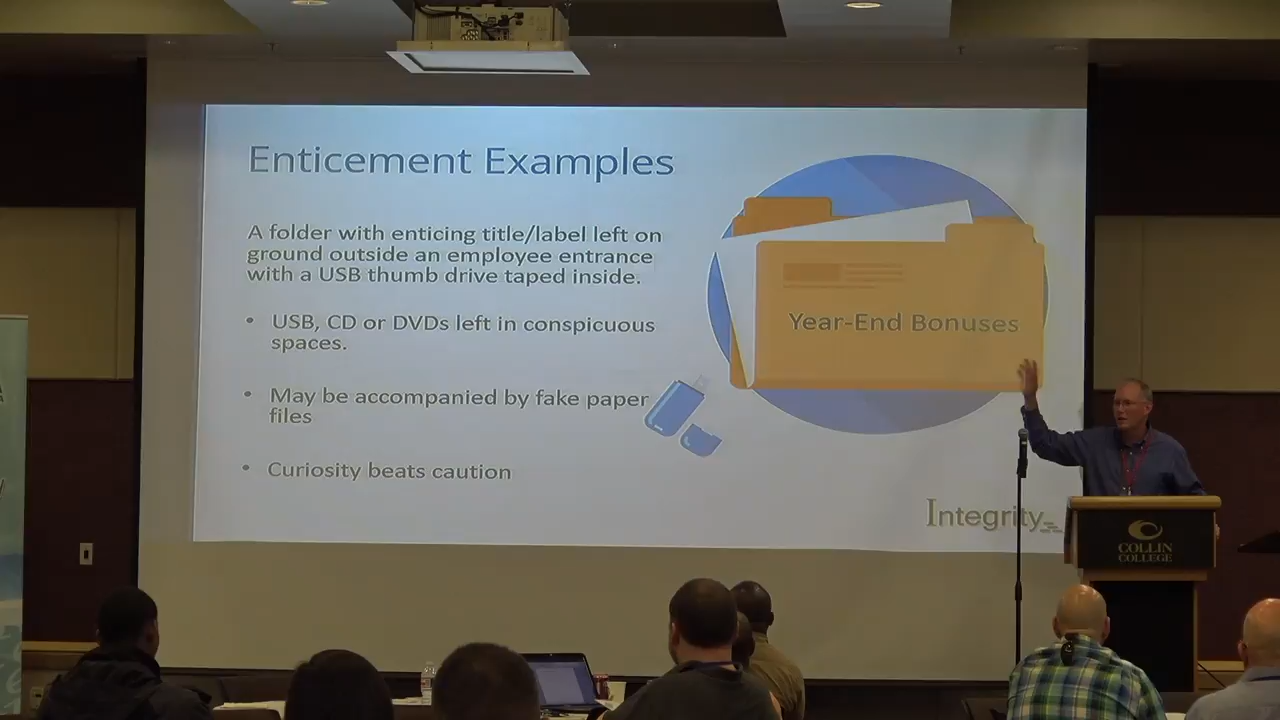 Enticement Examples
A folder with enticing title/label left on
ground outside an employee entrance
with a USB thumb drive taped inside.
• USB, CD or DVDs left in conspicuous
spaces.
• May be accompanied by fake paper
files
• Curiosity beats caution
Year-End Bonuses
Integrity
COLLIN
COLLEGE